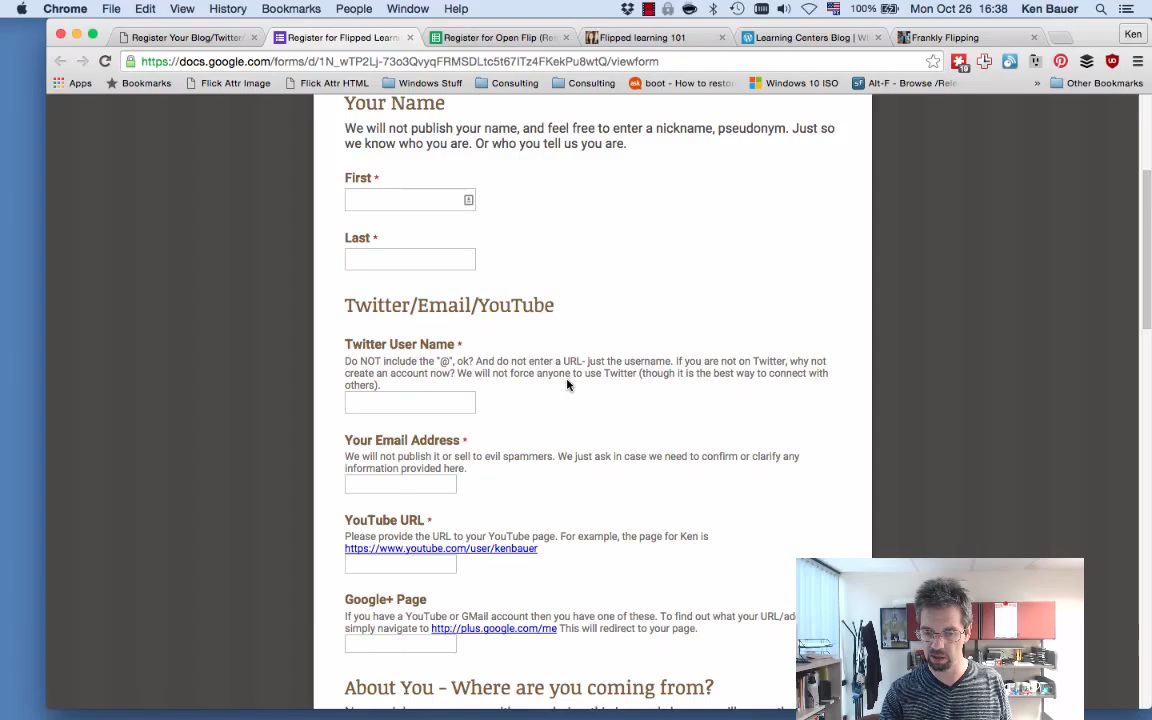 Chrome File Edit View History Bookmarks People Window Help 100% Mon Oct 26 16:38 Ken Bauer
Register Your Blog/Twitter Register for Flipped Learn Register for Open Flip (Re Flipped learning 101 Learning Centers Blog | W Frankly Flipping Ken
https://docs.google.com/forms/d/1N_wTP2Lj-73o3QvyqFRMSDLtc5t67lTz4FKekPu8wtQ/viewform
Apps Bookmarks Flick Attr Image Flick Attr HTML Windows Stuff Consulting Consulting boot - How to resto Windows 10 ISO Alt-F - Browse /Rele » Other Bookmarks
Your Name
We will not publish your name, and feel free to enter a nickname, pseudonym. Just so
we know who you are. Or who you tell us you are.
First *
Last *
Twitter/Email/YouTube
Twitter User Name *
Do NOT include the "@", ok? And do not enter a URL- just the username. If you are not on Twitter, why not
create an account now? We will not force anyone to use Twitter (though it is the best way to connect with
others).
Your Email Address *
We will not publish it or sell to evil spammers. We just ask in case we need to confirm or clarify any
information provided here.
YouTube URL *
Please provide the URL to your YouTube page. For example, the page for Ken is
https://www.youtube.com/user/kenbauer
Google+ Page
If you have a YouTube or GMail account then you have one of these. To find out what your URL/ad
simply navigate to http://plus.google.com/me This will redirect to your page.
About You - Where are you coming from?